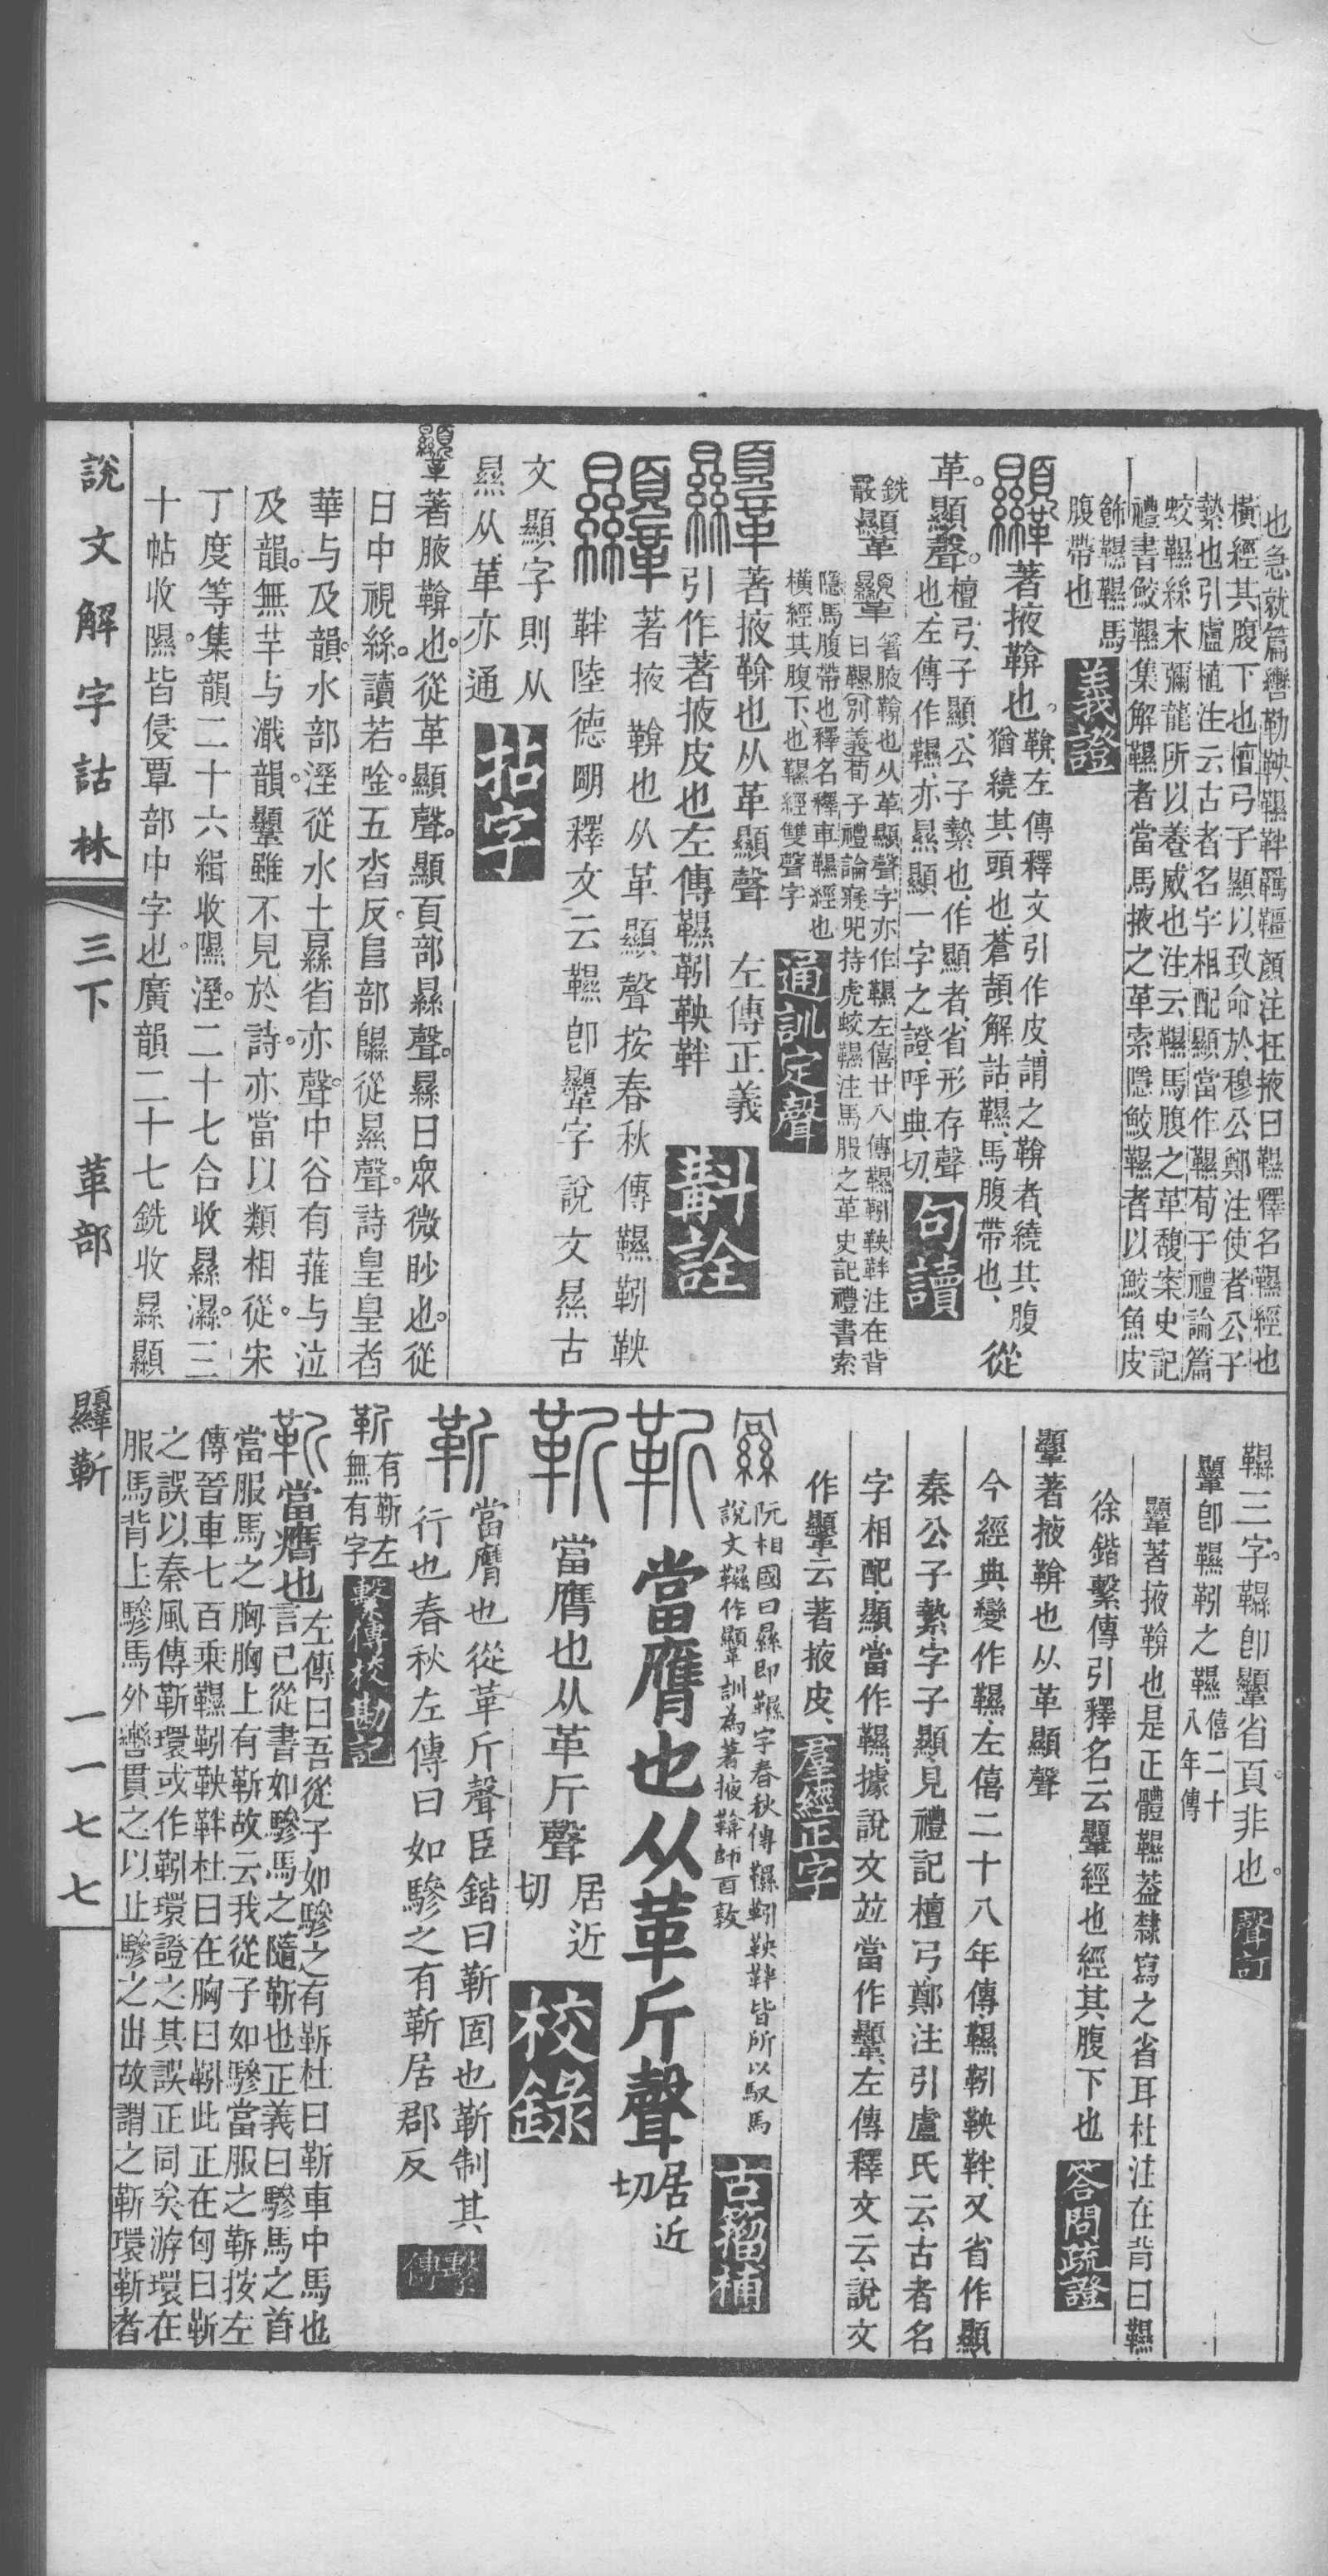 也急就篇轡勒鞅韅靽羈韁顏注在掖曰韅釋名韅經也
橫經其腹下也檀弓子顯以致命於穆公鄭注使者公子
縶也引盧植注云古者名字相配顯當作韅荀子禮論篇
蛟韅絲末彌龍所以養威也注云韅馬腹之革馥案史記
禮書鮫韅集解韅者當馬掖之革索隱鮫韅者以鮫魚皮
飾韅韅馬
腹帶也
義證
著掖鞥也
鞥左傳釋文引作皮謂之鞥者繞其腹
猶繞其頭也蒼頡解詁韅馬腹帶也
從
革顯聲
檀弓子顯公子縶也作顯者省形存聲
也左傳作韅亦㬎顯一字之證呼典切
句讀
著腋鞥也从革顯聲字亦作韅左僖廿八傳韅靷鞅靽注在背
曰韅別義荀子禮論寢兕持虎蛟韅注馬服之革史記禮書索
隱馬腹帶也釋名釋車韅經也
橫經其腹下也韅經雙聲字
通訓定聲
著掖鞥也从革顯聲
左傳正義
引作著掖皮也左傳韅靷鞅靽
斠詮
著掖鞥也从革顯聲按春秋傳韅靷鞅
靽陸德明釋文云韅卽韅字說文㬎古
文顯字則从
㬎从革亦通
拈字
著腋鞥也從革顯聲顯頁部㬎聲㬎日眾微眇也從
日中視絲讀若唫五沓反𨸏部隰從㬎聲詩皇皇者
華与及韻水部溼從水土㬎省亦聲中谷有蓷与泣
及韻無羊与濈韻韅雖不見於詩亦當以類相從宋
丁度等集韻二十六緝收隰溼二十七合收㬎濕三
十帖收隰皆侵覃部中字也廣韻二十七銑收㬎顯
韅三字韅卽韅省頁非也
聲訂
韅卽韅靷之韅
僖二十
八年傳
韅著掖鞥也是正體韅葢隸寫之省耳杜注在背曰韅
徐鍇繫傳引釋名云韅經也經其腹下也
答問疏證
韅著掖鞥也从革顯聲
今經典變作韅左僖二十八年傳韅靷鞅靽又省作顯
秦公子縶字子顯見禮記檀弓鄭注引盧氏云古者名
字相配顯當作韅據說文竝當作韅左傳釋文云說文
作韅云著掖皮
羣經正字
阮相國曰㬎即韅字春秋傳韅靷鞅靽皆所以馭馬
說文韅作韅訓為著掖鞥師酉敦
古籀補
當膺也从革斤聲
居近
切
靳
當膺也从革斤聲
居近
切
校錄
靳
當膺也從革斤聲臣鍇曰靳固也靳制其
行也春秋左傳曰如驂之有靳居郡反
繫傳
靳
有靳左
無有字
繫傳校勘記
靳
當膺也
左傳曰吾從子如驂之有靳杜曰靳車中馬也
言己從書如驂馬之隨靳也正義曰驂馬之首
當服馬之胸胸上有靳故云我從子如驂當服之靳按左
傳晉車七百乘韅靷鞅靽杜曰在胸曰靷此正在匈曰靳
之誤以秦風傳靳環或作靷環證之其誤正同矣游環在
服馬背上驂馬外轡貫之以止驂之出故謂之靳環靳者
說文解字詁林
三下
革部
韅靳
一一七七